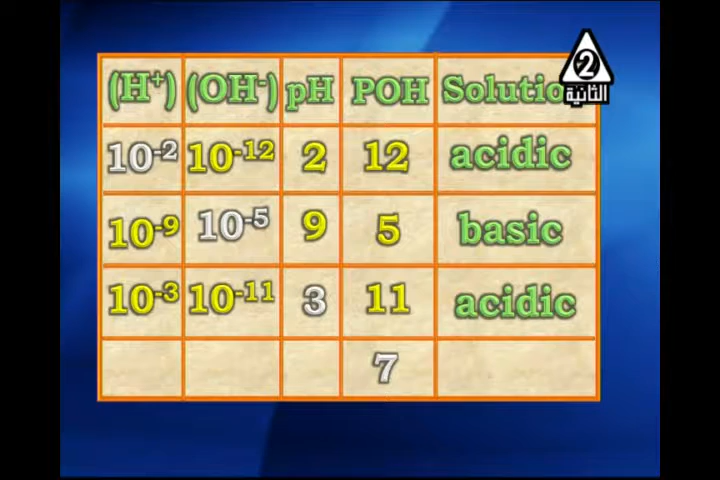 (H⁺) (OH⁻) pH POH Solution
10⁻² 10⁻¹² 2 12 acidic
10⁻⁹ 10⁻⁵ 9 5 basic
10⁻³ 10⁻¹¹ 3 11 acidic
7
2
الثانية